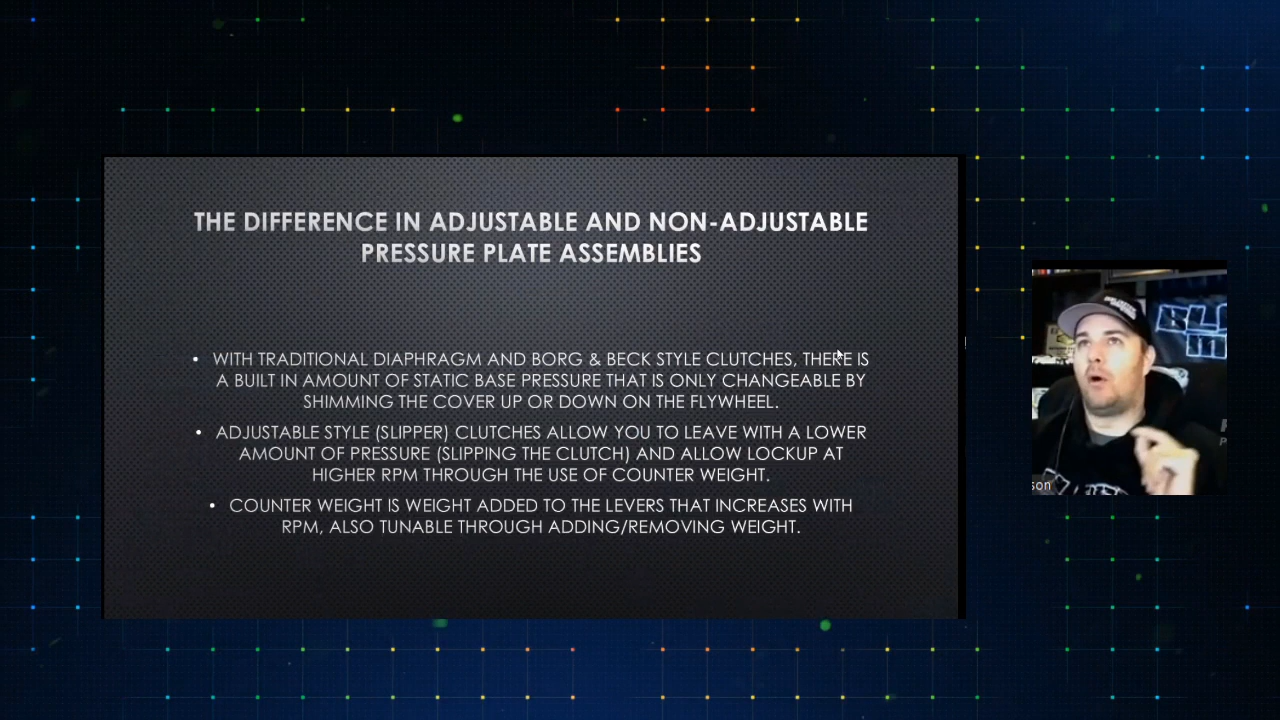 THE DIFFERENCE IN ADJUSTABLE AND NON-ADJUSTABLE
PRESSURE PLATE ASSEMBLIES
• WITH TRADITIONAL DIAPHRAGM AND BORG & BECK STYLE CLUTCHES, THERE IS
A BUILT IN AMOUNT OF STATIC BASE PRESSURE THAT IS ONLY CHANGEABLE BY
SHIMMING THE COVER UP OR DOWN ON THE FLYWHEEL.
• ADJUSTABLE STYLE (SLIPPER) CLUTCHES ALLOW YOU TO LEAVE WITH A LOWER
AMOUNT OF PRESSURE (SLIPPING THE CLUTCH) AND ALLOW LOCKUP AT
HIGHER RPM THROUGH THE USE OF COUNTER WEIGHT.
• COUNTER WEIGHT IS WEIGHT ADDED TO THE LEVERS THAT INCREASES WITH
RPM, ALSO TUNABLE THROUGH ADDING/REMOVING WEIGHT.
son